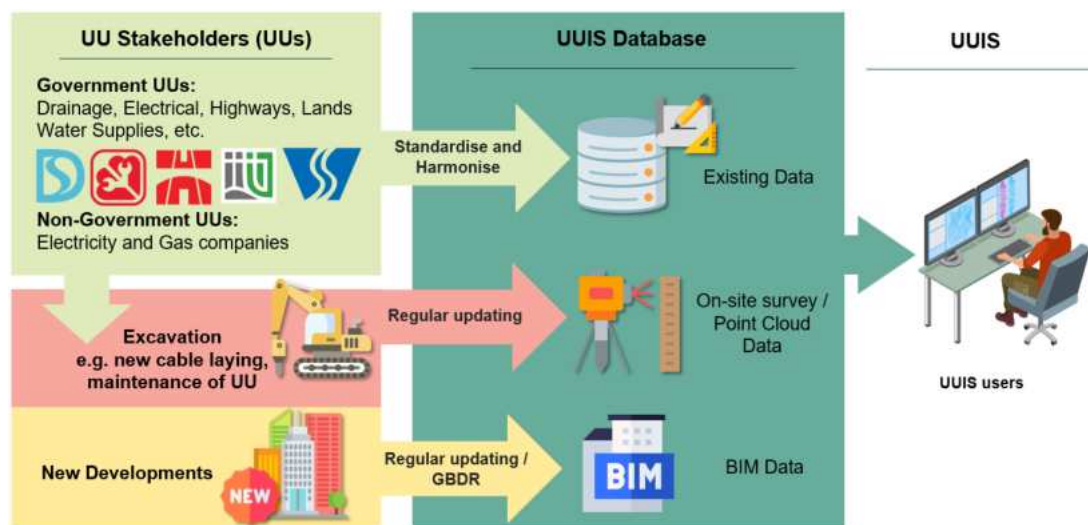 UU Stakeholders (UUs)
Government UUs:
Drainage, Electrical, Highways, Lands
Water Supplies, etc.
Non-Government UUs:
Electricity and Gas companies
Excavation
e.g. new cable laying,
maintenance of UU
New Developments
NEW
Standardise and
Harmonise
Regular updating
Regular updating /
GBDR
UUIS Database
Existing Data
On-site survey /
Point Cloud
Data
BIM
BIM Data
UUIS
UUIS users